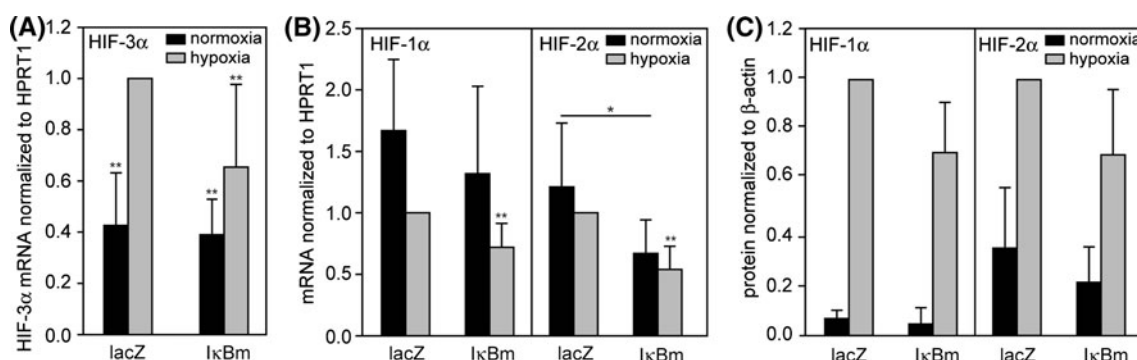 (A)
HIF-3α
normoxia
hypoxia
HIF-3α mRNA normalized to HPRT1
1.0
0.8
0.6
0.4
0.2
0.0
**
**
**
lacZ
IκBm
(B)
HIF-1α
HIF-2α
normoxia
hypoxia
mRNA normalized to HPRT1
2.5
2.0
1.5
1.0
0.5
0.0
**
*
**
lacZ
IκBm
lacZ
IκBm
(C)
HIF-1α
HIF-2α
normoxia
hypoxia
protein normalized to β-actin
1.0
0.8
0.6
0.4
0.2
0.0
lacZ
IκBm
lacZ
IκBm